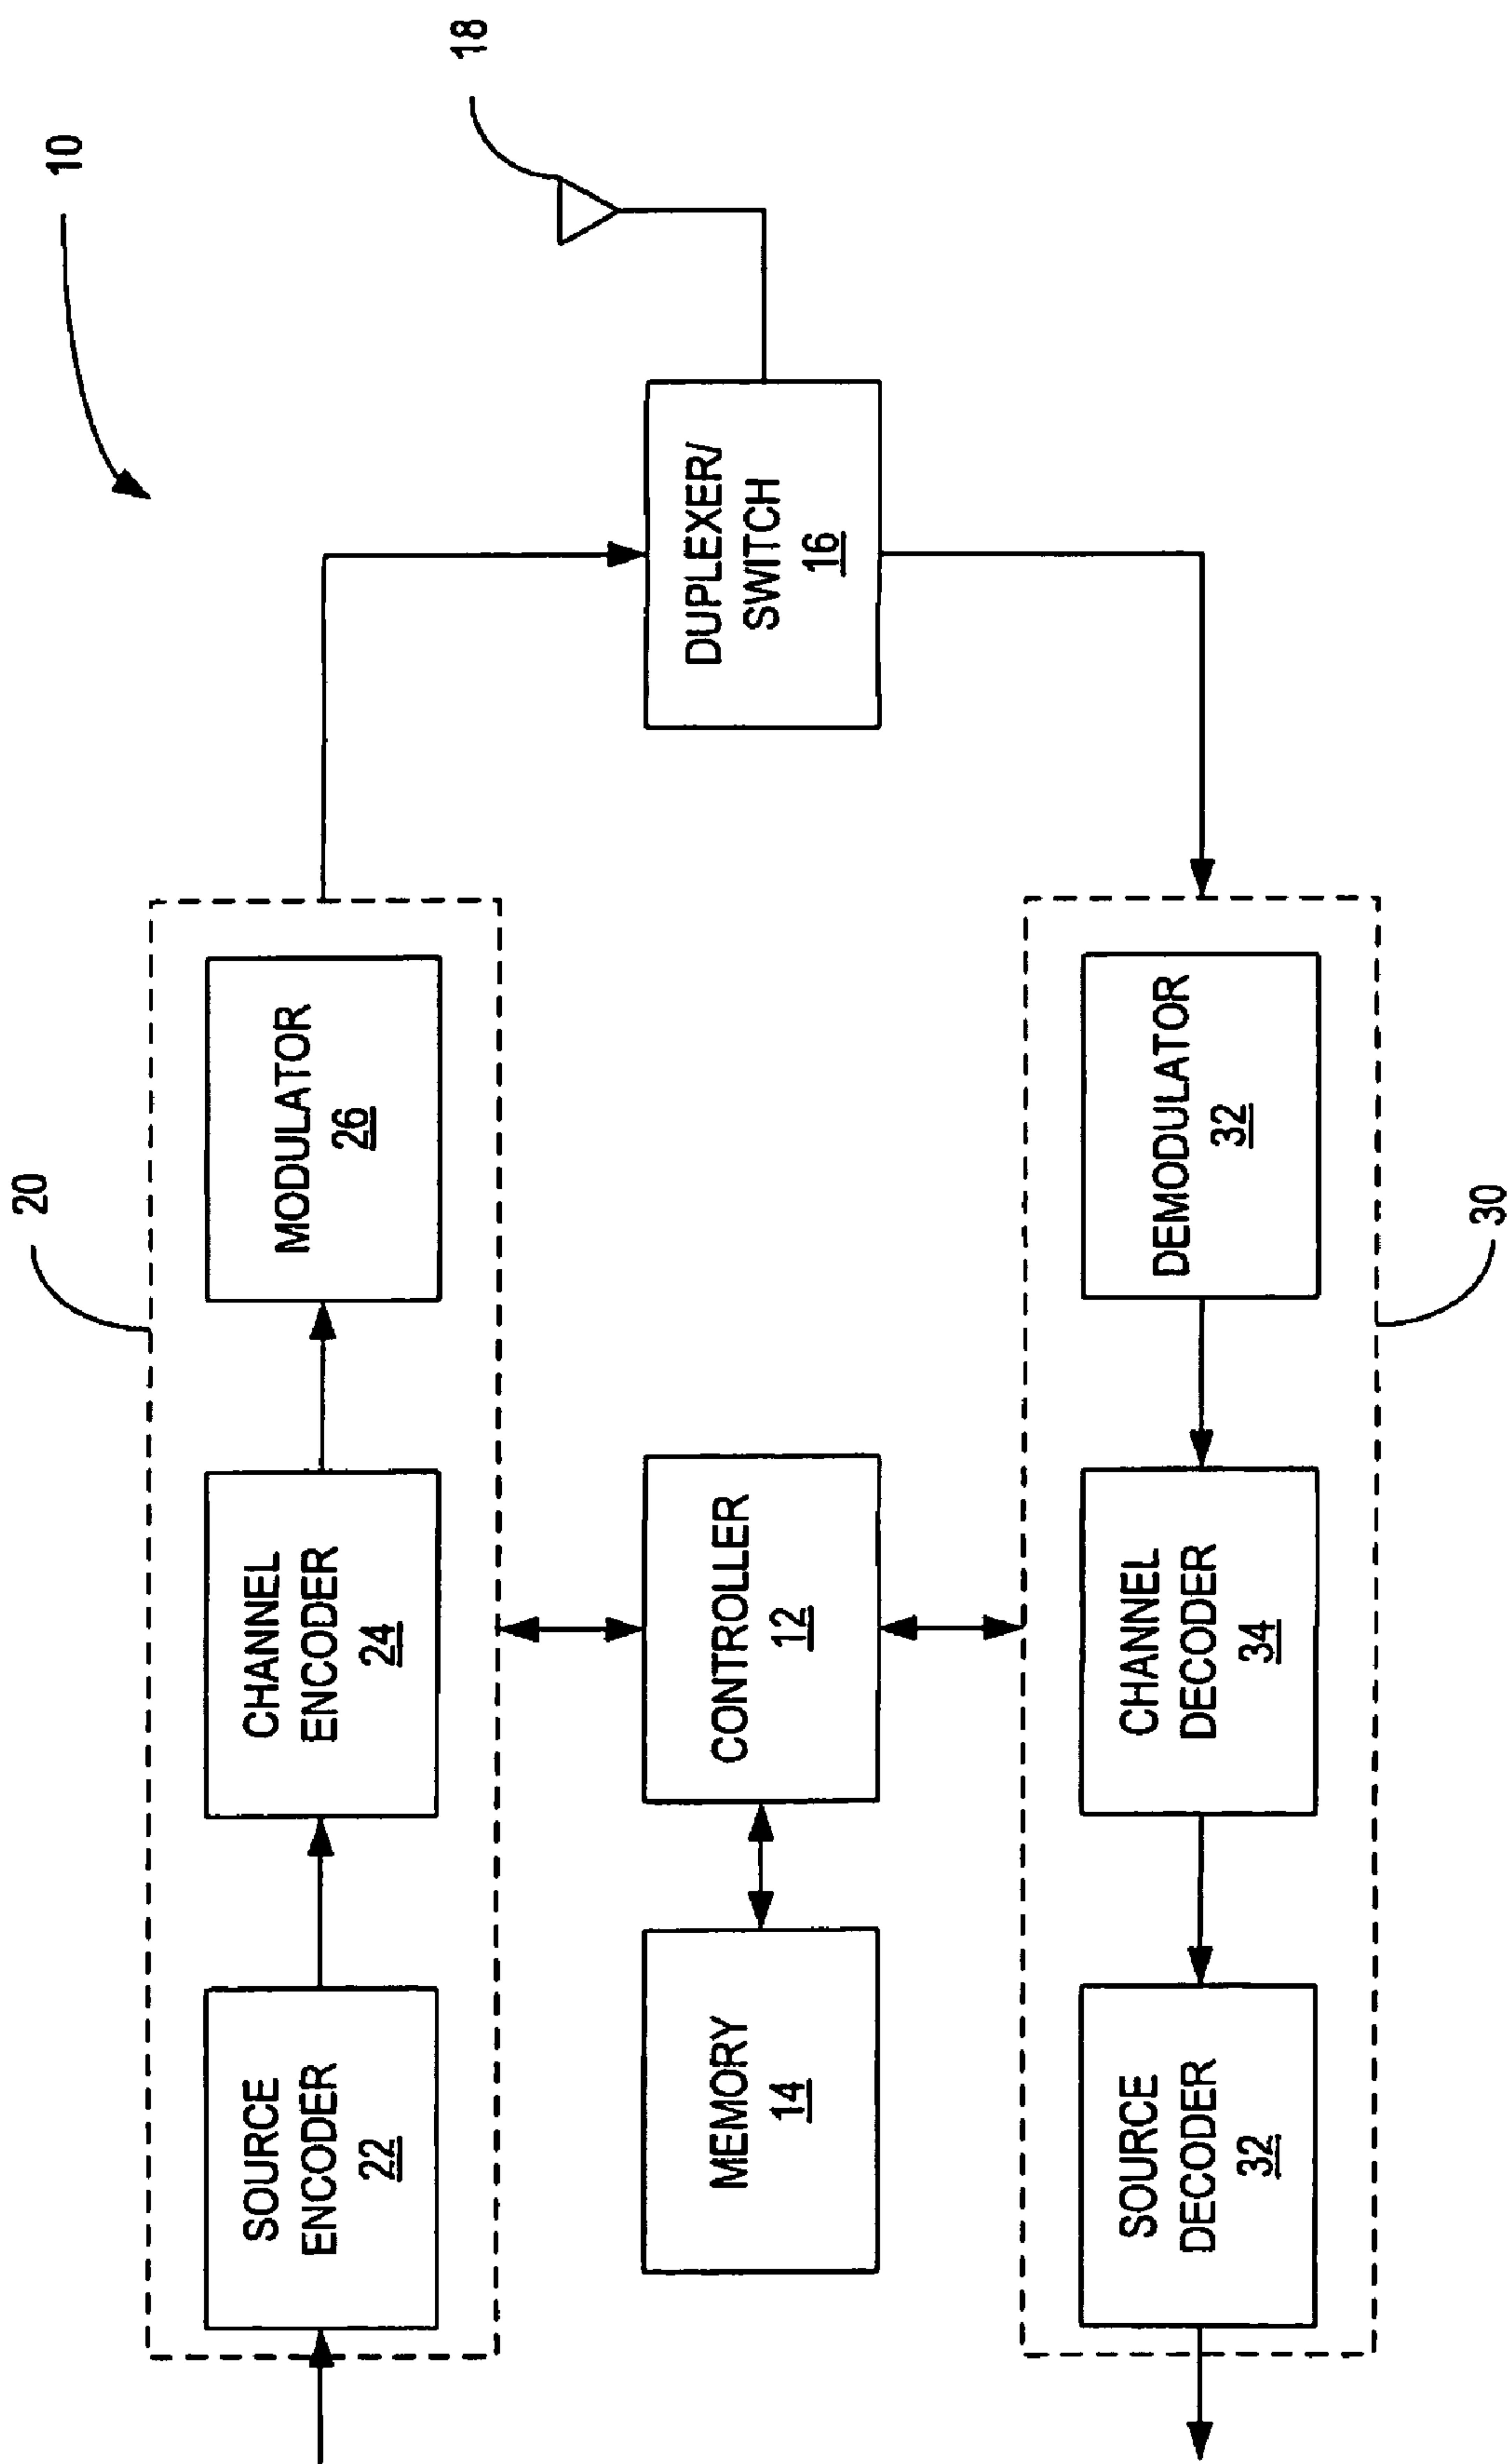 10
18
20
SOURCE
ENCODER
22
CHANNEL
ENCODER
24
MODULATOR
26
MEMORY
14
CONTROLLER
12
DUPLEXER/
SWITCH
16
SOURCE
DECODER
32
CHANNEL
DECODER
34
DEMODULATOR
32
30